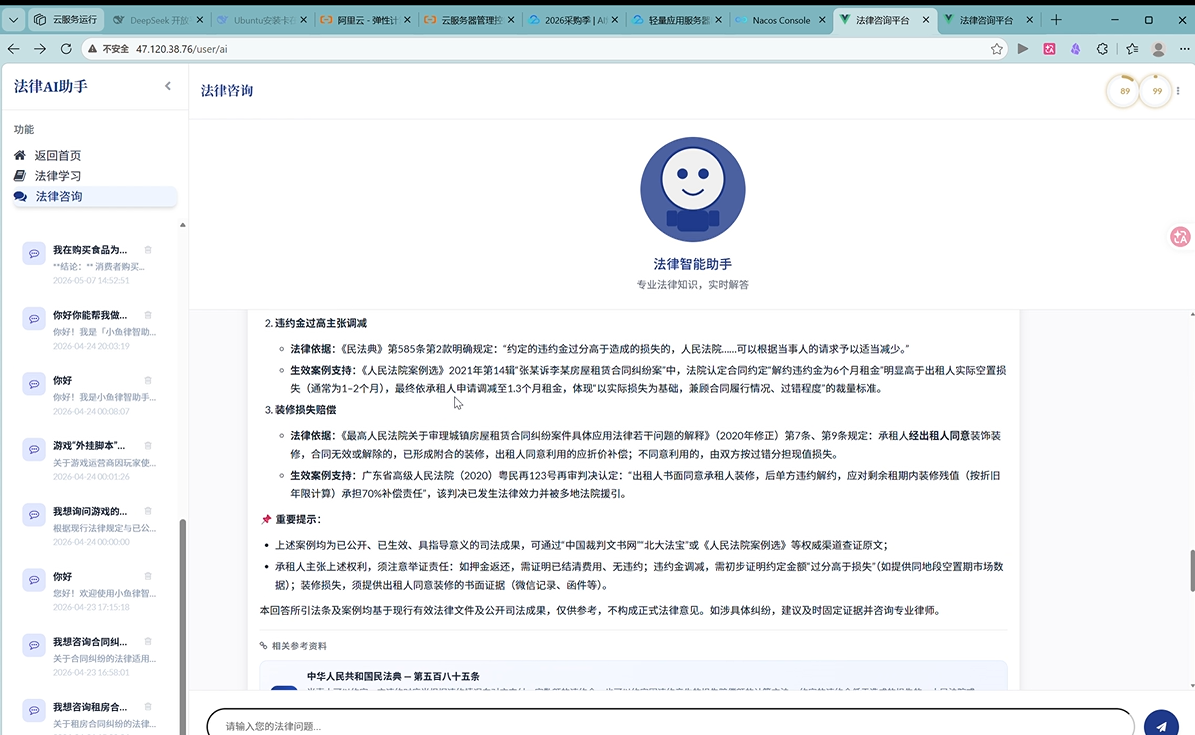 云服务运行
DeepSeek 开放
Ubuntu安装卡在
阿里云 - 弹性计
云服务器管理控
2026采购季 | AI
轻量应用服务器
Nacos Console
法律咨询平台
法律咨询平台
不安全 47.120.38.76/user/ai
法律AI助手
功能
返回首页
法律学习
法律咨询
我在购买食品为...
**结论：** 消费者购买...
2026-05-07 14:52:51
你好你能帮我做...
你好！我是「小鱼律智助...
2026-04-24 20:03:19
你好
你好！我是小鱼律智助手...
2026-04-24 00:08:07
游戏“外挂脚本”...
关于游戏运营商因玩家使...
2026-04-24 00:01:26
我想询问游戏的...
根据现行法律规定与已公...
2026-04-24 00:00:00
你好
您好！欢迎使用小鱼律智...
2026-04-23 17:15:18
我想咨询合同纠...
关于合同纠纷的法律适用...
2026-04-23 16:58:01
我想咨询租房合...
关于租房合同纠纷的法律...
法律咨询
89
99
法律智能助手
专业法律知识，实时解答
2. 违约金过高主张调减
法律依据：《民法典》第585条第2款明确规定：“约定的违约金过分高于造成的损失的，人民法院……可以根据当事人的请求予以适当减少。”
生效案例支持：《人民法院案例选》2021年第14辑“张某诉李某房屋租赁合同纠纷案”中，法院认定合同约定“解约违约金为6个月租金”明显高于出租人实际空置损
失（通常为1–2个月），最终依承租人申请调减至1.3个月租金，体现“以实际损失为基础，兼顾合同履行情况、过错程度”的裁量标准。
3. 装修损失赔偿
法律依据：《最高人民法院关于审理城镇房屋租赁合同纠纷案件具体应用法律若干问题的解释》（2020年修正）第7条、第9条规定：承租人经出租人同意装饰装
修，合同无效或解除的，已形成附合的装修，出租人同意利用的应折价补偿；不同意利用的，由双方按过错分担现值损失。
生效案例支持：广东省高级人民法院（2020）粤民再123号再审判决认定：“出租人书面同意承租人装修，后单方违约解约，应对剩余租期内装修残值（按折旧
年限计算）承担70%补偿责任”，该判决已发生法律效力并被多地法院援引。
📌 重要提示：
上述案例均为已公开、已生效、具指导意义的司法成果，可通过“中国裁判文书网”“北大法宝”或《人民法院案例选》等权威渠道查证原文；
承租人主张上述权利，须注意举证责任：如押金返还，需证明已结清费用、无违约；违约金调减，需初步证明约定金额“过分高于损失”（如提供同地段空置期市场数
据）；装修损失，须提供出租人同意装修的书面证据（微信记录、函件等）。
本回答所引法条及案例均基于现行有效法律文件及公开司法成果，仅供参考，不构成正式法律意见。如涉具体纠纷，建议及时固定证据并咨询专业律师。
相关参考资料
中华人民共和国民法典 — 第五百八十五条
请输入您的法律问题...